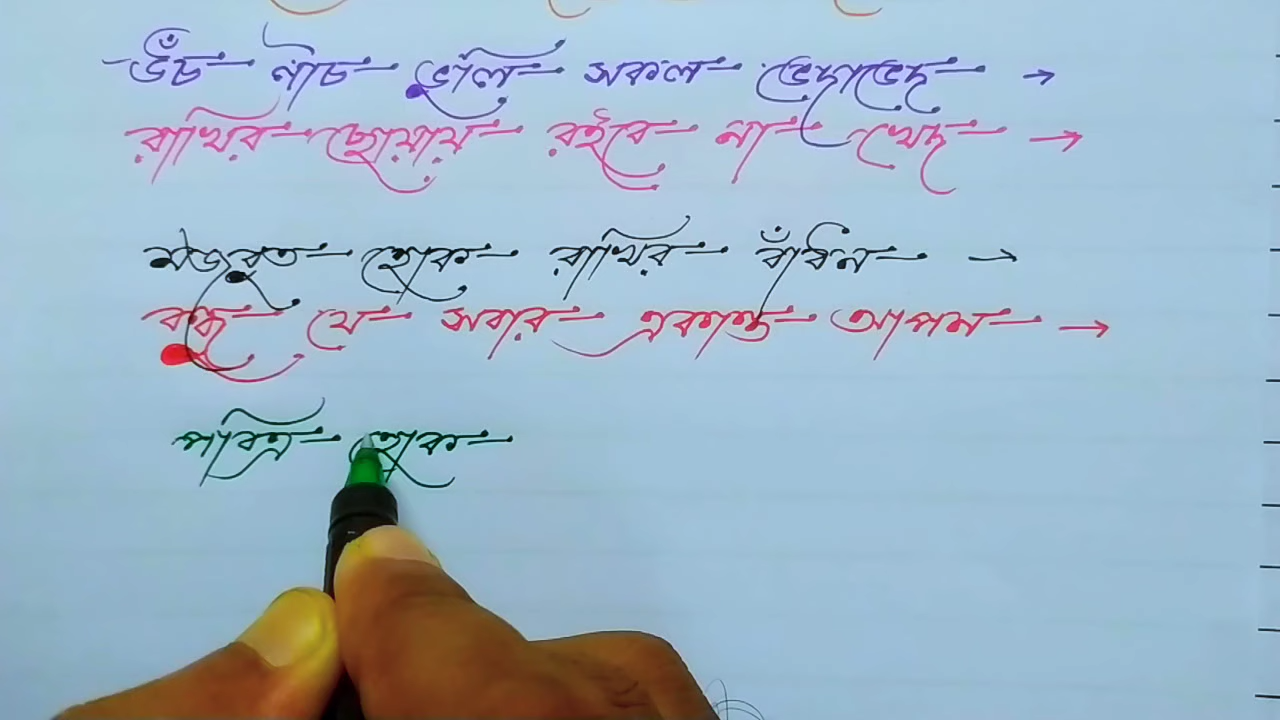 উঁচ নীচ ভুলি সকল ভেদাভেদ →
রাখির ছোয়ায় রইবে না খেদ →
মজবুত হোক রাখির বাঁধন →
বন্ধু যে সবার একান্ত আপন →
পবিত্র হোক